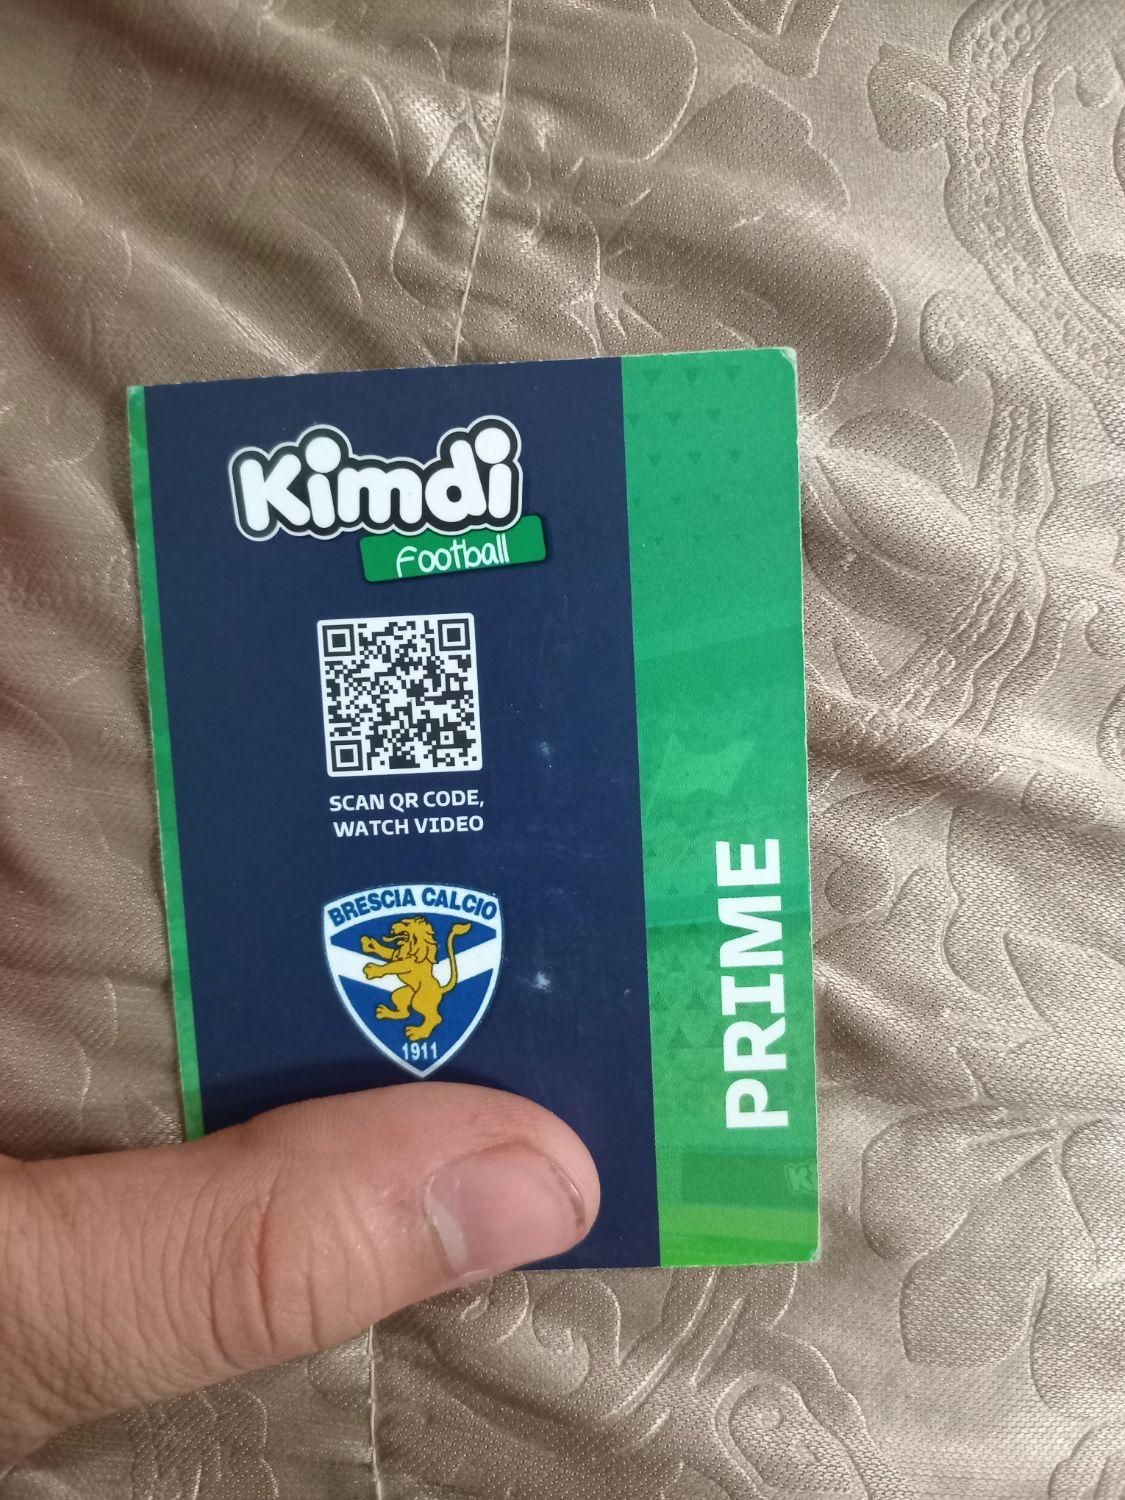 Kimdi
Football
SCAN QR CODE,
WATCH VIDEO
BRESCIA CALCIO
1911
PRIME